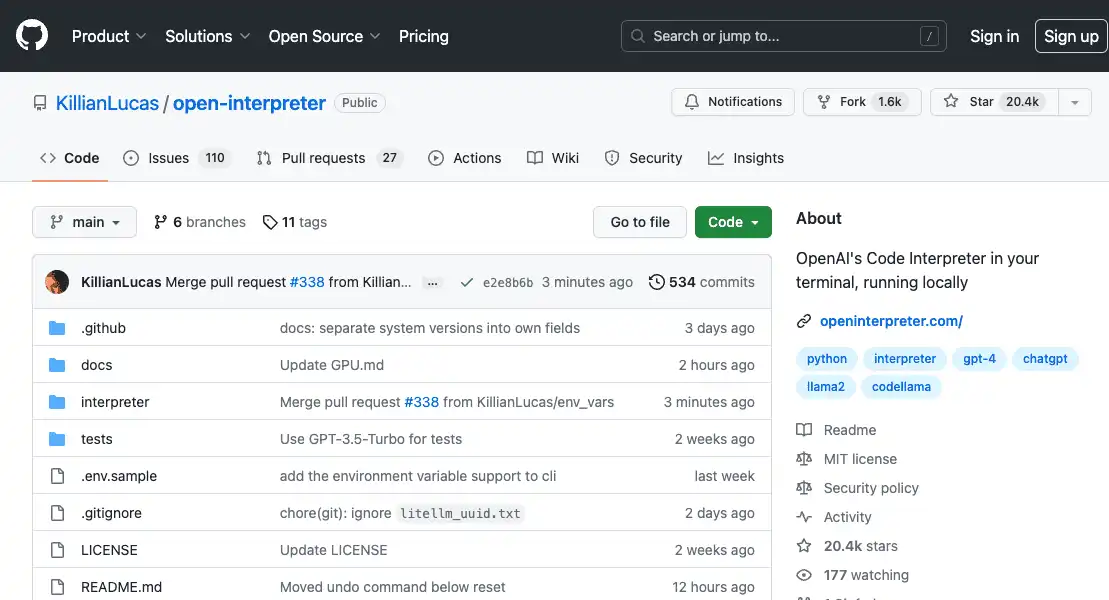 Product Solutions Open Source Pricing Search or jump to... / Sign in Sign up
KillianLucas / open-interpreter Public Notifications Fork 1.6k Star 20.4k
Code Issues 110 Pull requests 27 Actions Wiki Security Insights
main 6 branches 11 tags Go to file Code
KillianLucas Merge pull request #338 from Killian... ... e2e8b6b 3 minutes ago 534 commits
.github docs: separate system versions into own fields 3 days ago
docs Update GPU.md 2 hours ago
interpreter Merge pull request #338 from KillianLucas/env_vars 3 minutes ago
tests Use GPT-3.5-Turbo for tests 2 weeks ago
.env.sample add the environment variable support to cli last week
.gitignore chore(git): ignore litellm_uuid.txt 2 days ago
LICENSE Update LICENSE 2 weeks ago
README.md Moved undo command below reset 12 hours ago
About
OpenAI's Code Interpreter in your
terminal, running locally
openinterpreter.com/
python interpreter gpt-4 chatgpt
llama2 codellama
Readme
MIT license
Security policy
Activity
20.4k stars
177 watching